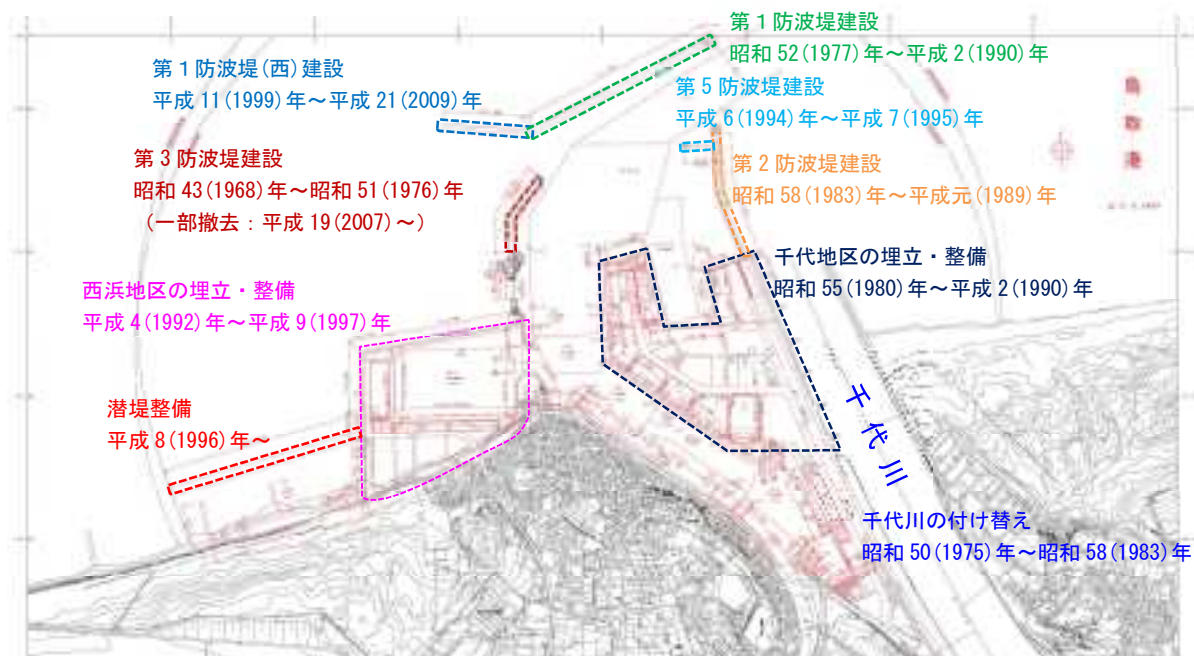 第１防波堤建設
昭和 52(1977)年～平成 2(1990)年
第１防波堤(西)建設
平成 11(1999)年～平成 21(2009)年
第５防波堤建設
平成 6(1994)年～平成 7(1995)年
第３防波堤建設
昭和 43(1968)年～昭和 51(1976)年
（一部撤去：平成 19(2007)～）
第２防波堤建設
昭和 58(1983)年～平成元(1989)年
千代地区の埋立・整備
昭和 55(1980)年～平成 2(1990)年
西浜地区の埋立・整備
平成 4(1992)年～平成 9(1997)年
潜堤整備
平成 8(1996)年～
千代川
千代川の付け替え
昭和 50(1975)年～昭和 58(1983)年